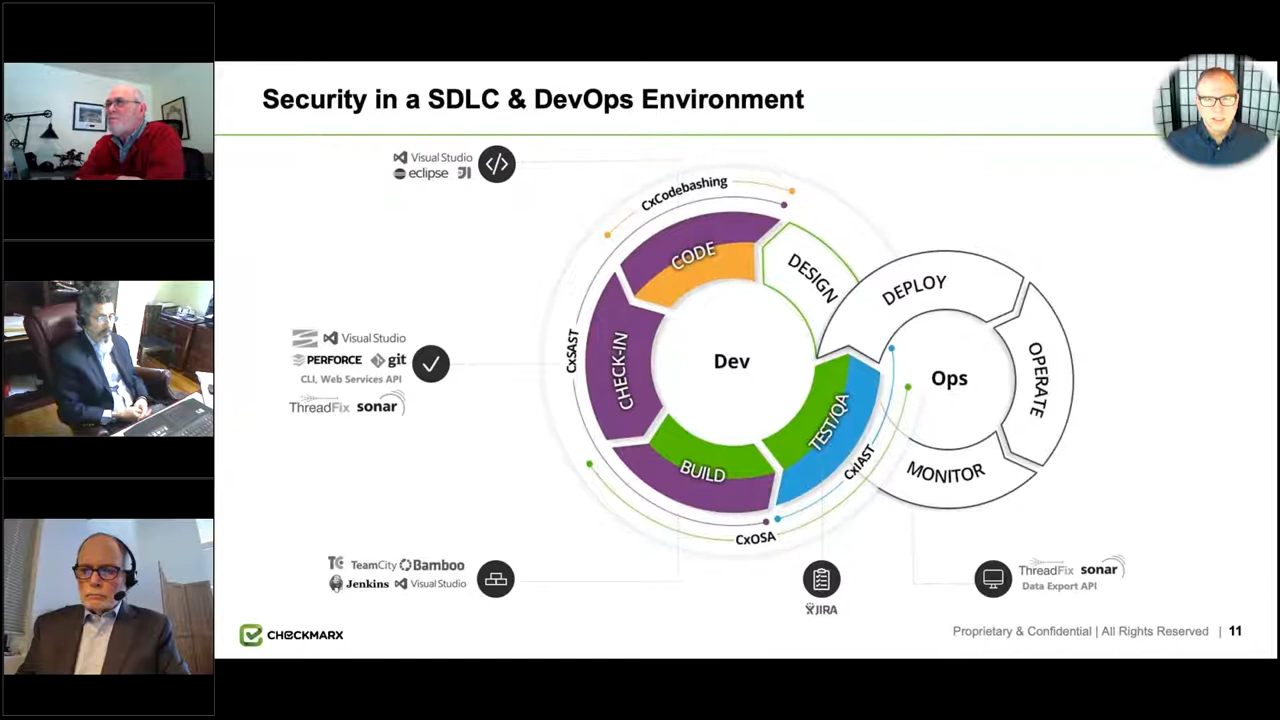 Security in a SDLC & DevOps Environment
Visual Studio
eclipse
CxCodebashing
CODE
DESIGN
DEPLOY
OPERATE
MONITOR
Dev
Ops
CxSAST
CHECK-IN
BUILD
TEST/QA
CxIAST
CxOSA
Visual Studio
PERFORCE git
CLI, Web Services API
ThreadFix sonar
TC TeamCity Bamboo
Jenkins Visual Studio
JIRA
ThreadFix sonar
Data Export API
CHECKMARX
Proprietary & Confidential | All Rights Reserved | 11